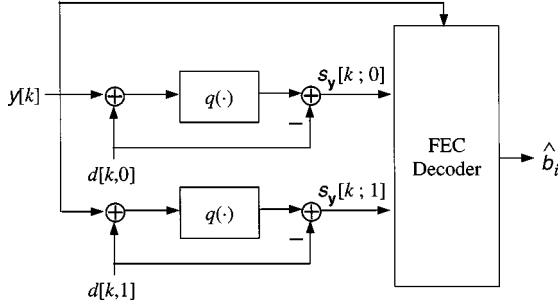 s_y[k ; 0]
y[k]
q(·)
d[k,0]
FEC
Decoder
b̂_i
s_y[k ; 1]
q(·)
d[k,1]